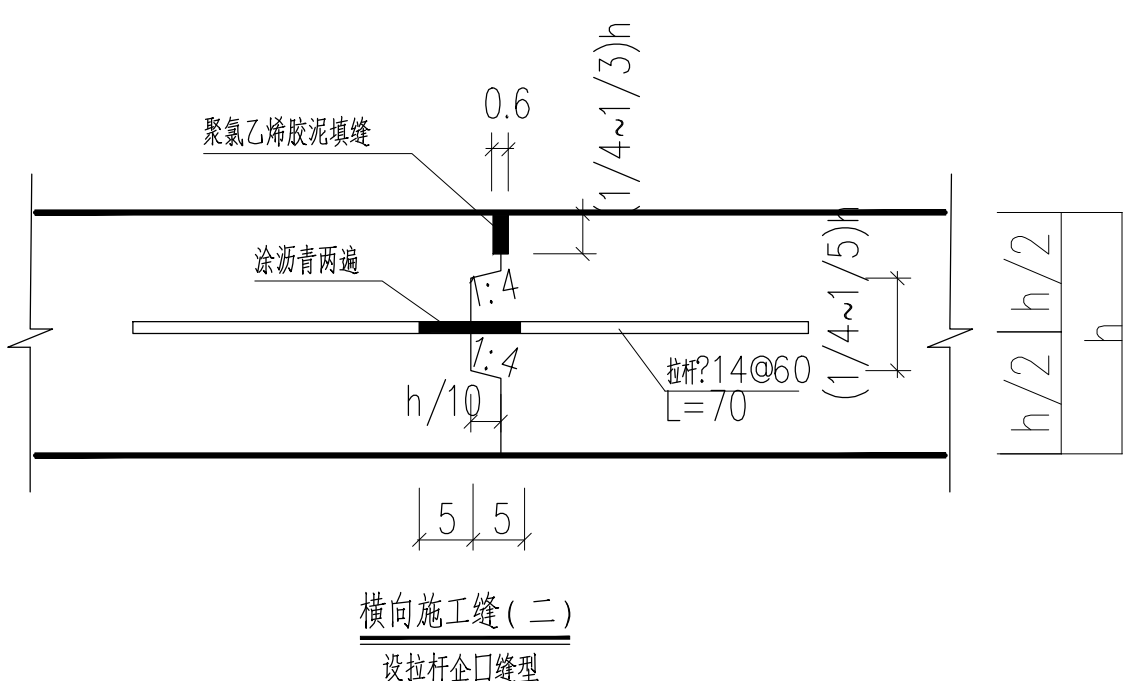 (1/4~1/3)h
0.6
聚氯乙烯胶泥填缝
(1/4~1/5)h
涂沥青两遍
1:4
h/2
h
1:4
拉杆?14@60
L=70
h/10
h/2
5 5
横向施工缝(二)
设拉杆企口缝型